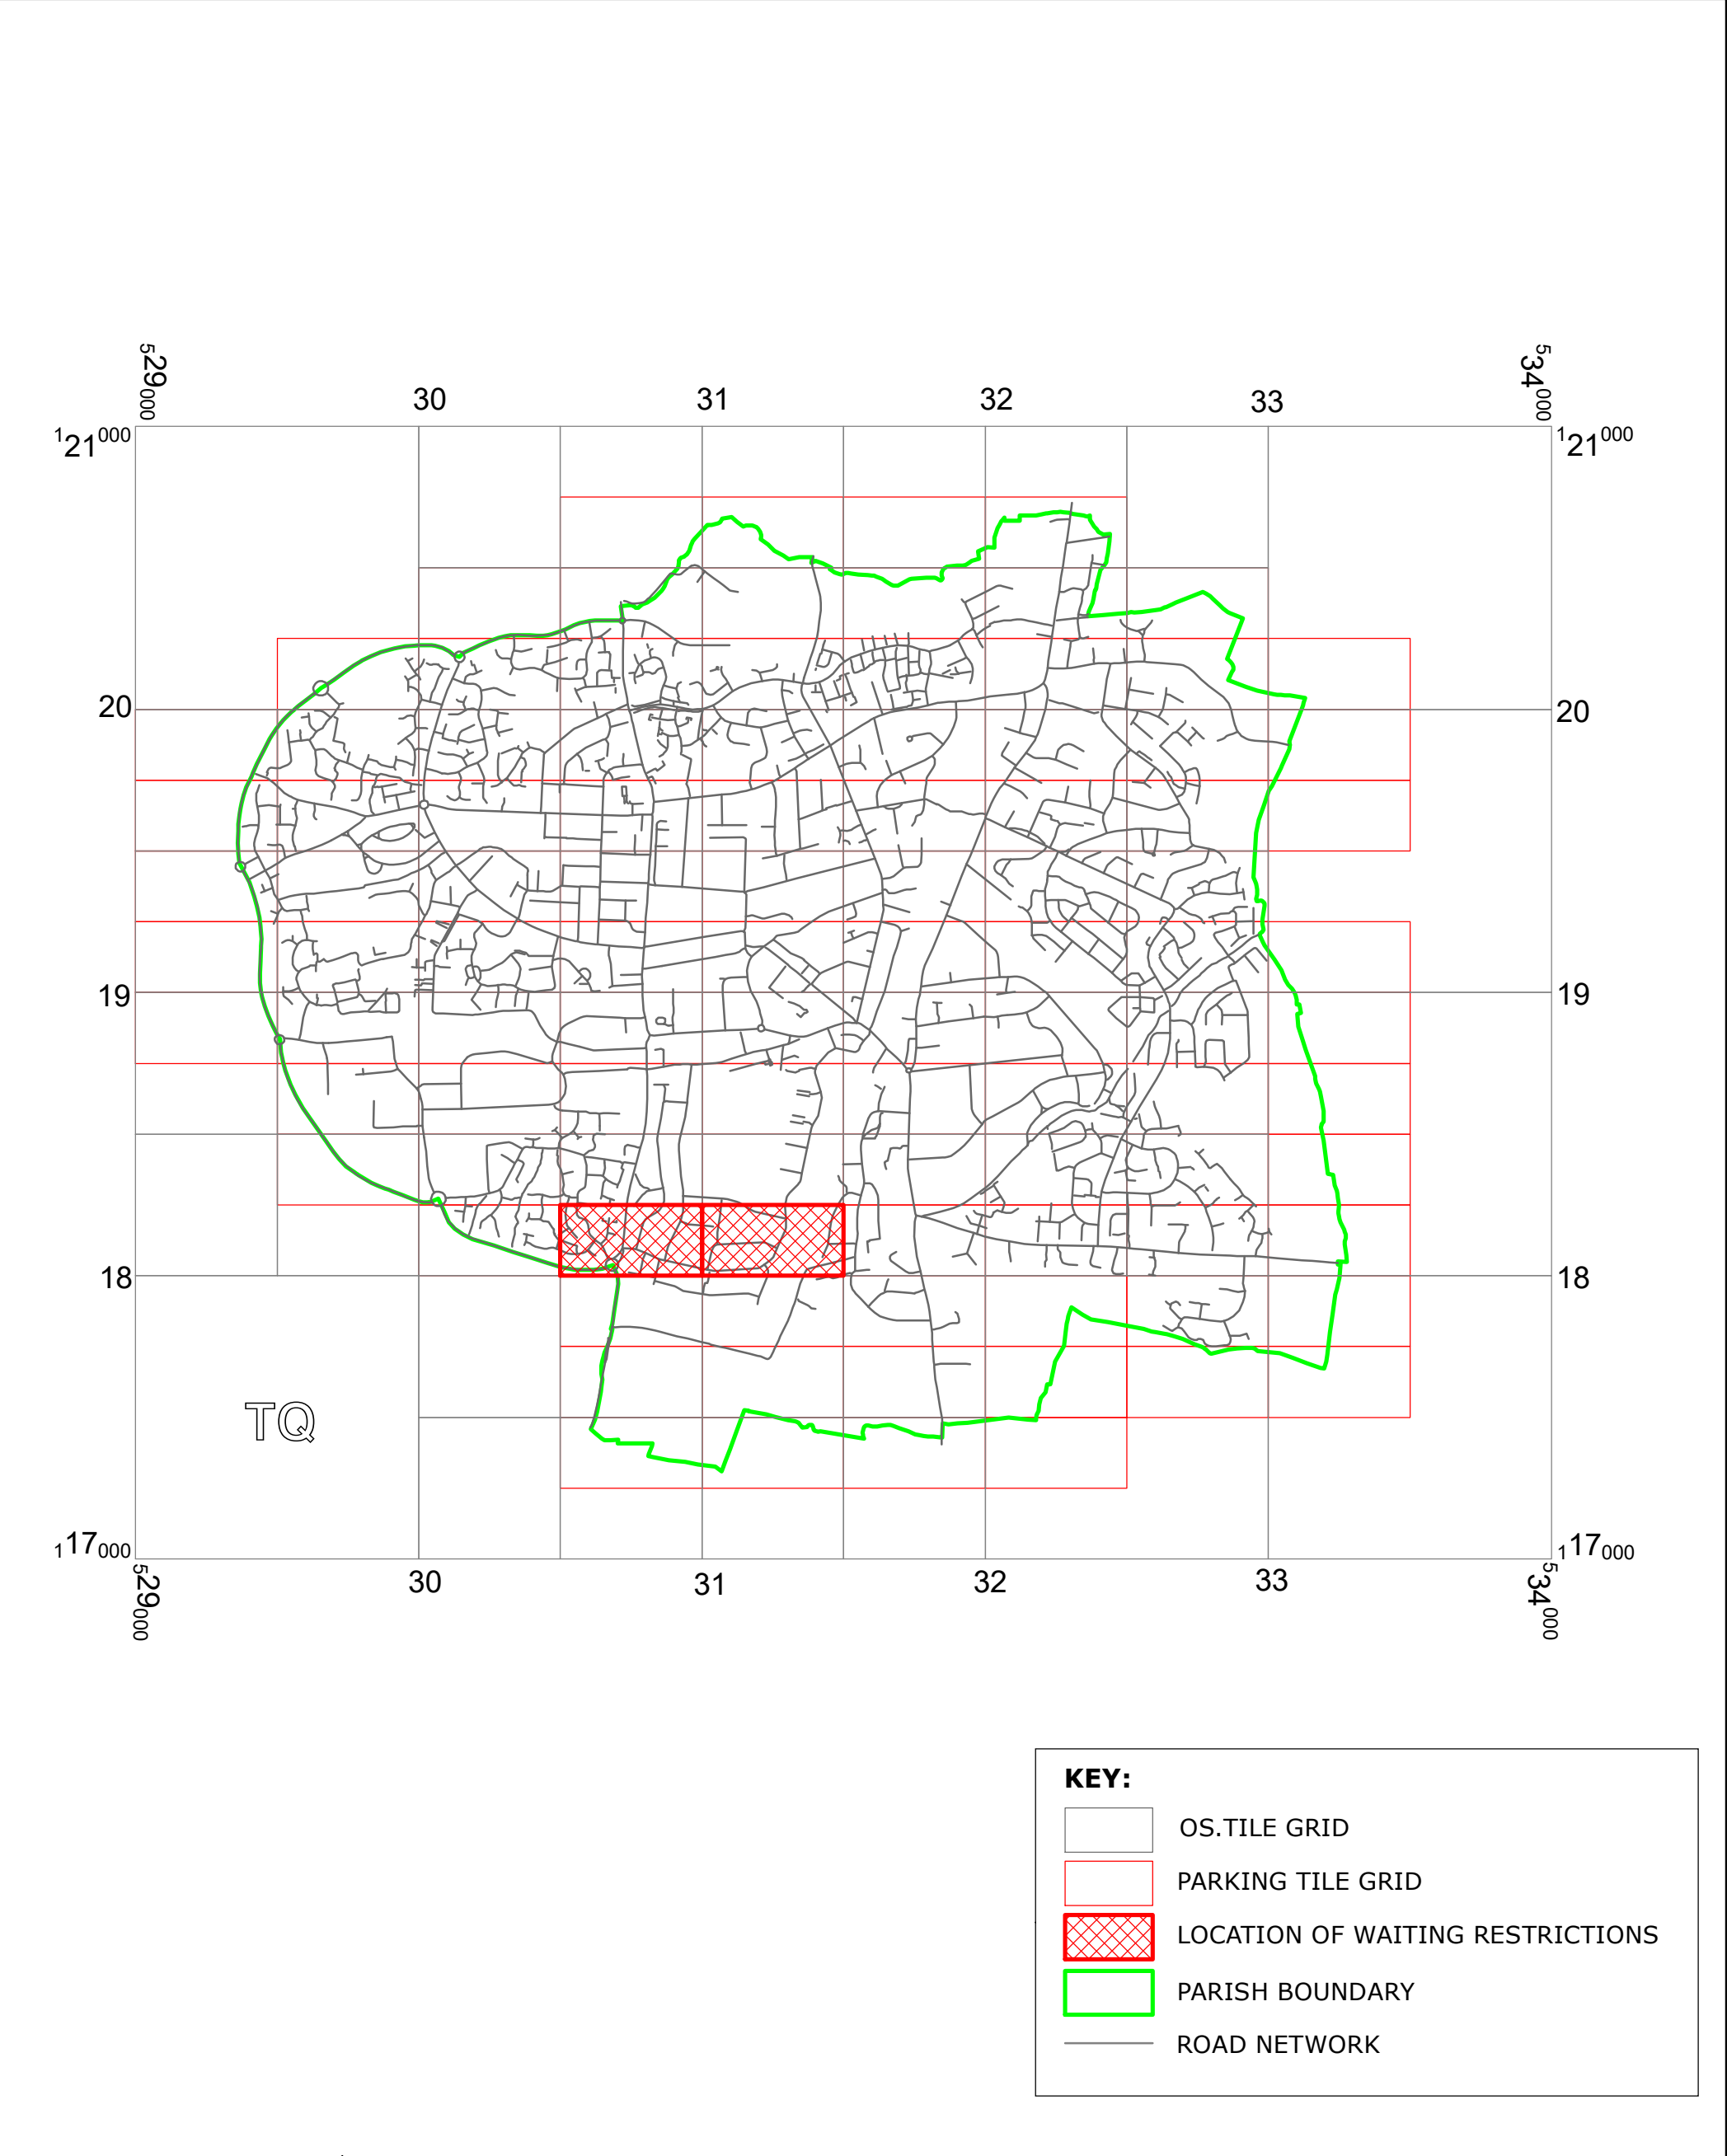 529000 30 31 32 33 534000
121000 121000
20 20
19 19
18 18
TQ
117000 117000
529000 30 31 32 33 534000
KEY:
OS.TILE GRID
PARKING TILE GRID
LOCATION OF WAITING RESTRICTIONS
PARISH BOUNDARY
ROAD NETWORK